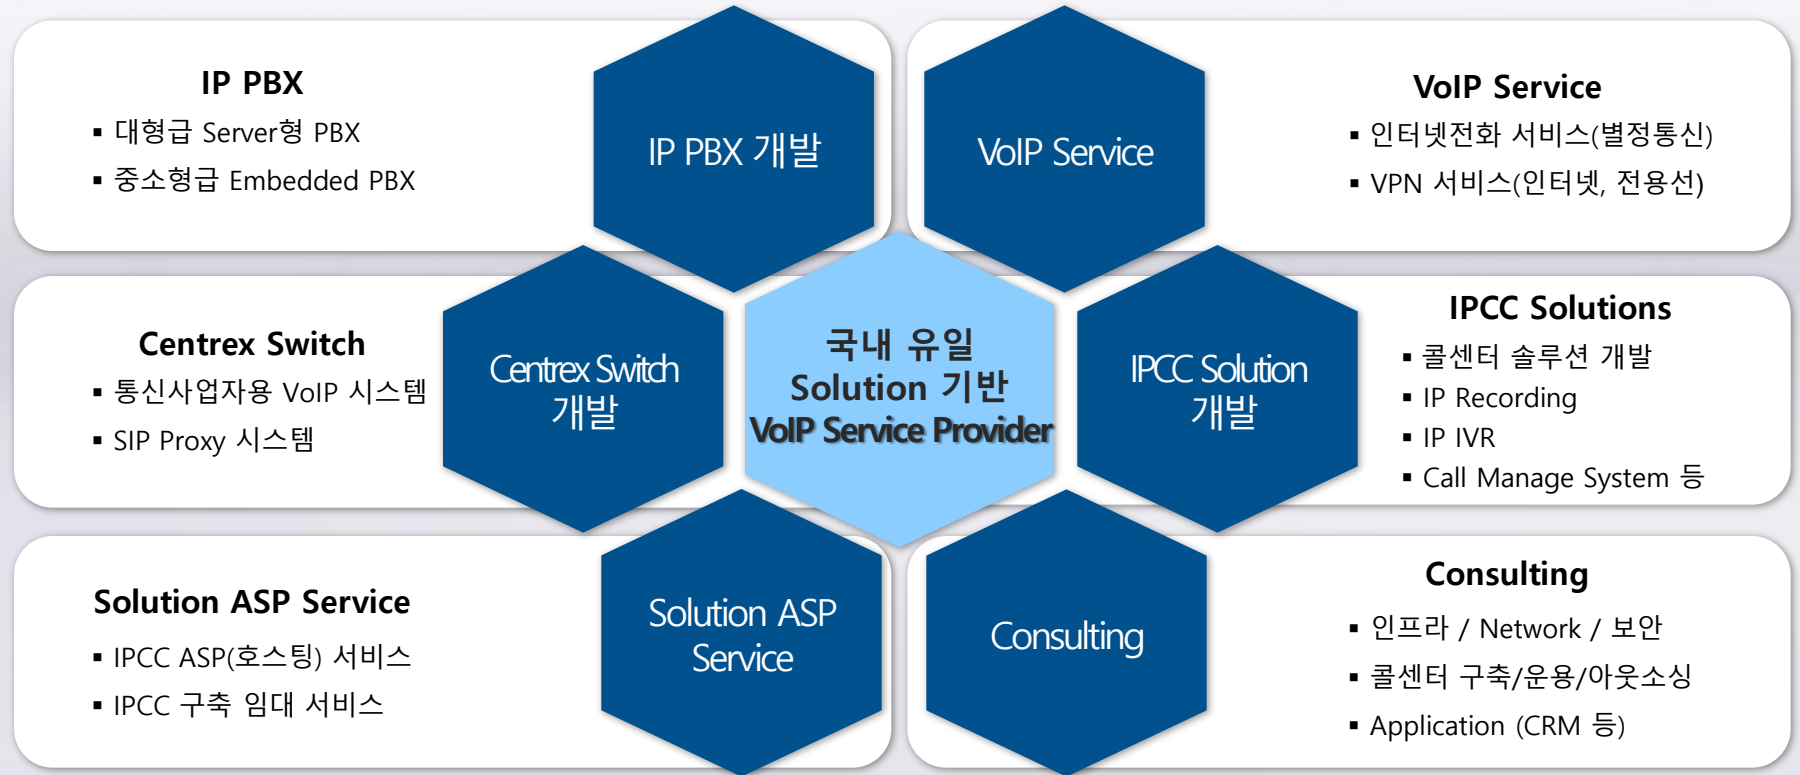 IP PBX
▪ 대형급 Server형 PBX
▪ 중소형급 Embedded PBX
IP PBX 개발
VoIP Service
VoIP Service
▪ 인터넷전화 서비스(별정통신)
▪ VPN 서비스(인터넷, 전용선)
Centrex Switch
▪ 통신사업자용 VoIP 시스템
▪ SIP Proxy 시스템
Centrex Switch
개발
국내 유일
Solution 기반
VoIP Service Provider
IPCC Solution
개발
IPCC Solutions
▪ 콜센터 솔루션 개발
▪ IP Recording
▪ IP IVR
▪ Call Manage System 등
Solution ASP Service
▪ IPCC ASP(호스팅) 서비스
▪ IPCC 구축 임대 서비스
Solution ASP
Service
Consulting
Consulting
▪ 인프라 / Network / 보안
▪ 콜센터 구축/운용/아웃소싱
▪ Application (CRM 등)